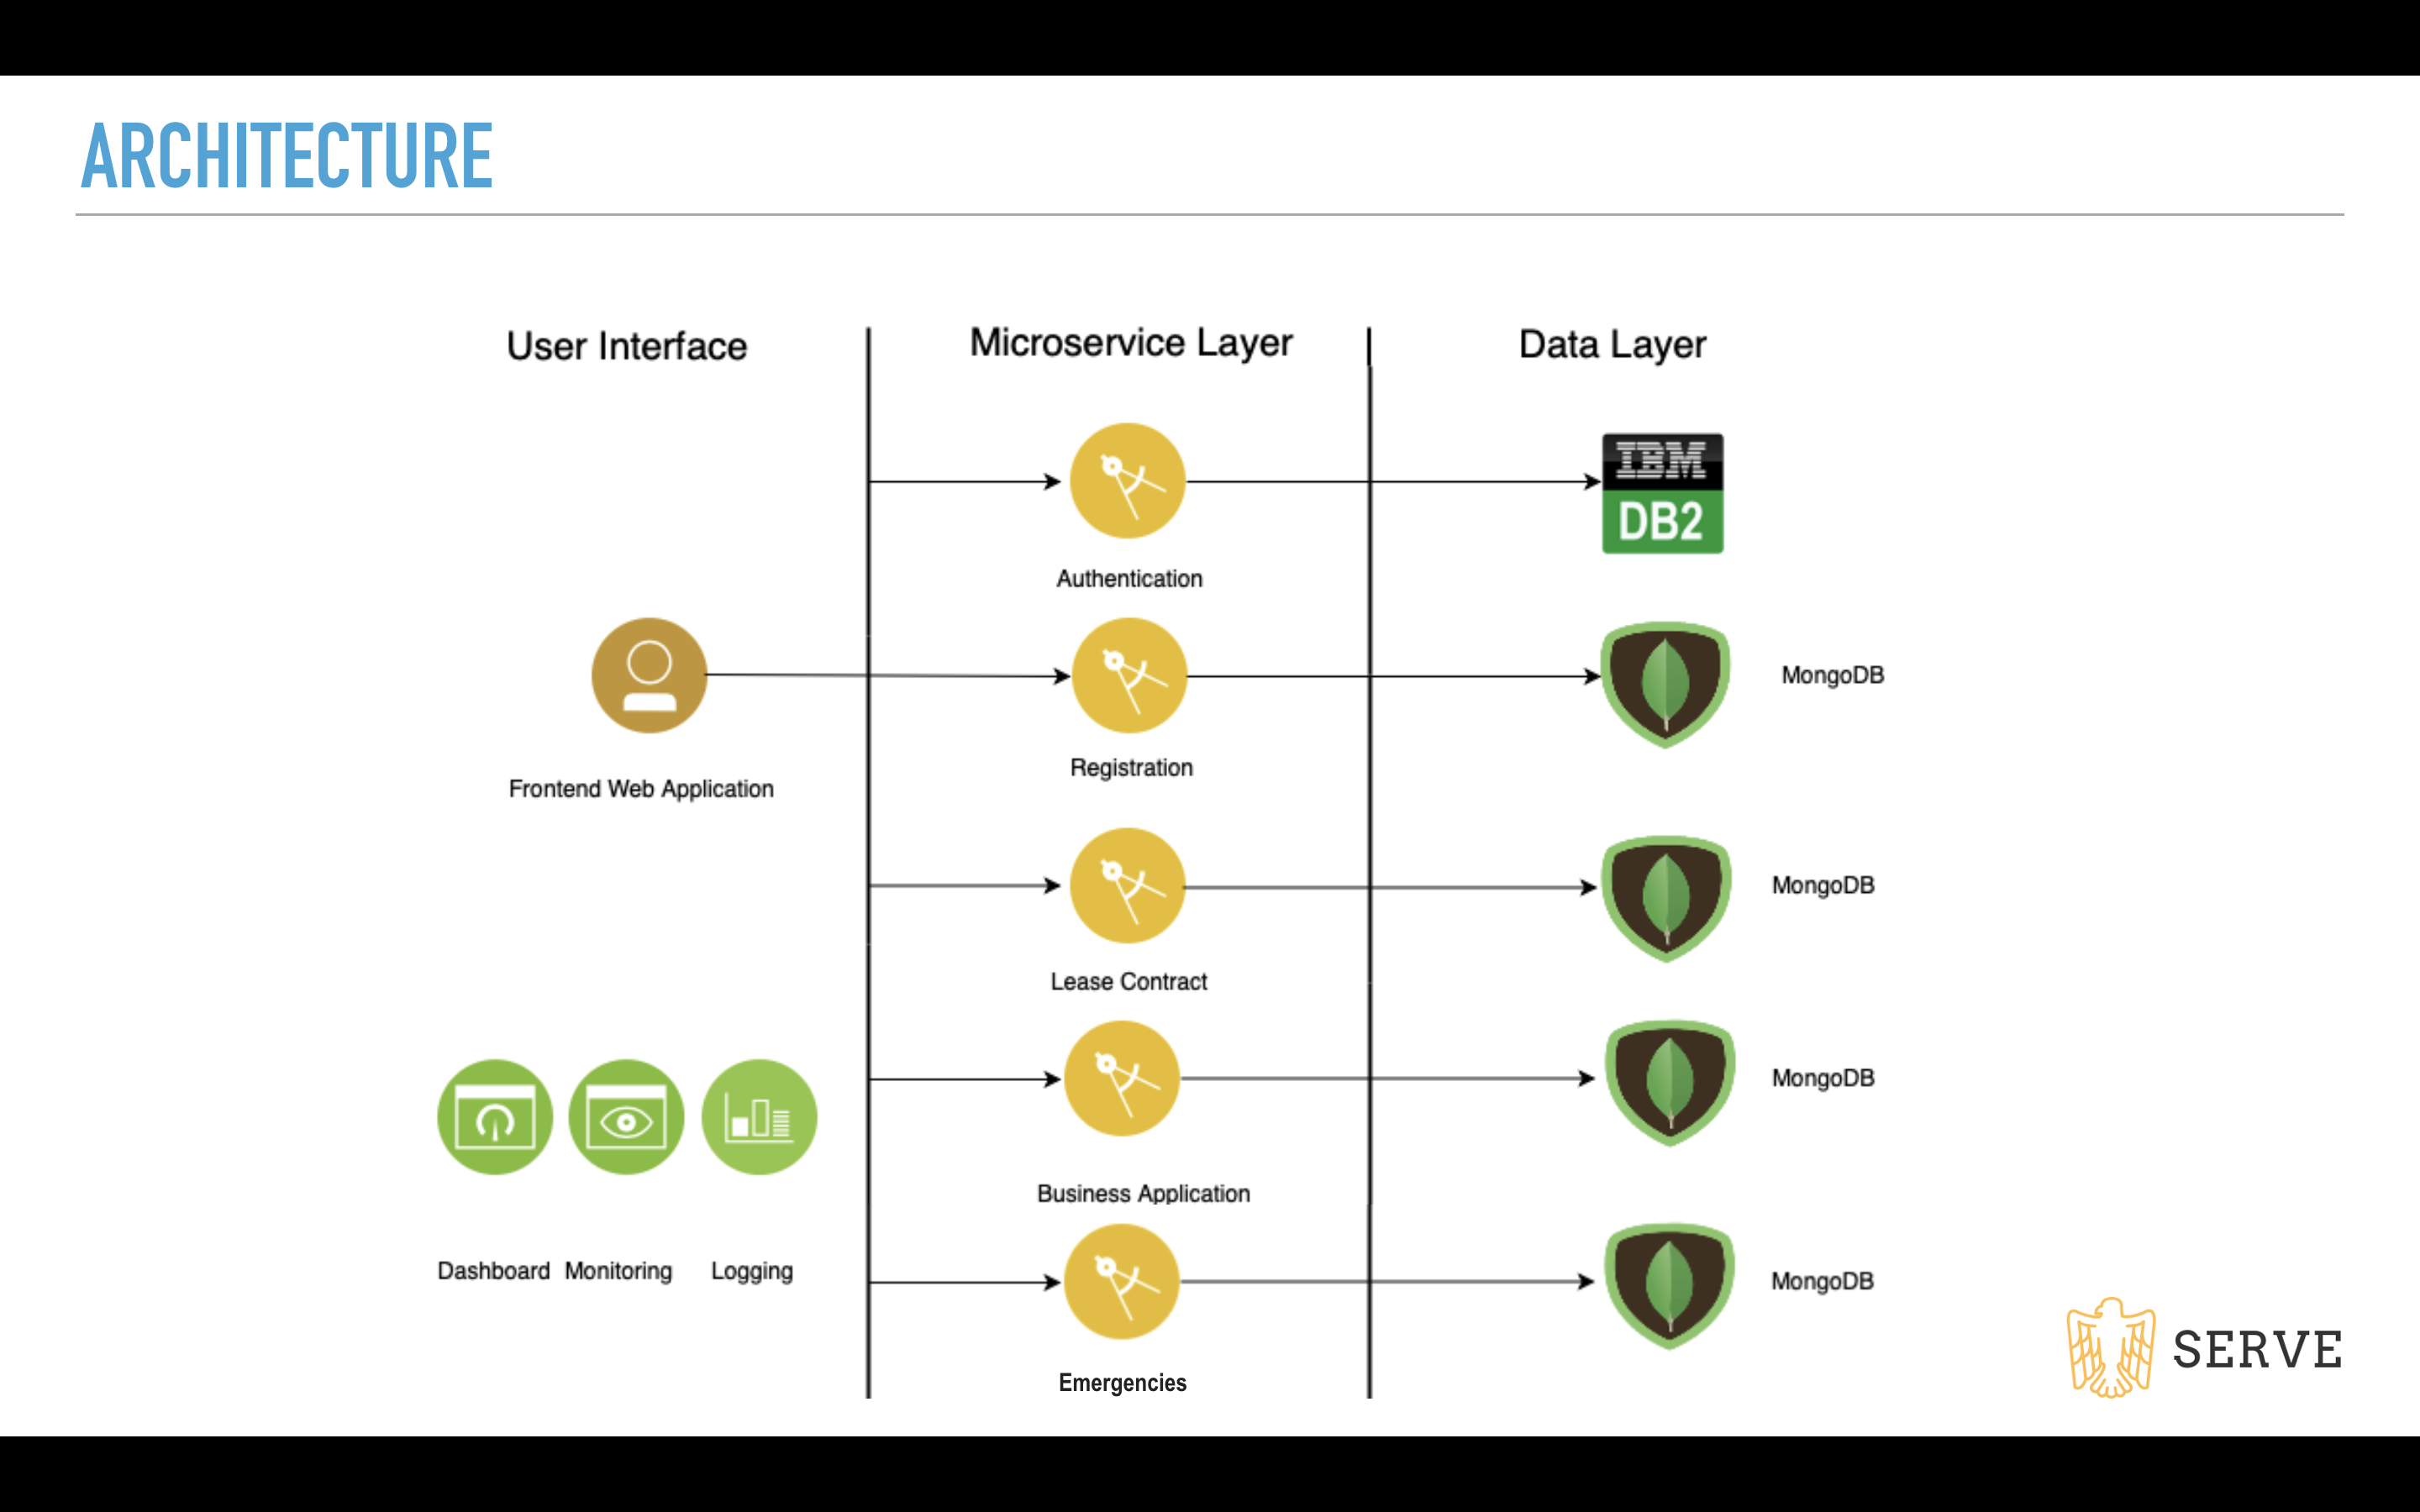 ARCHITECTURE
User Interface
Microservice Layer
Data Layer
IBM
DB2
Authentication
MongoDB
Registration
Frontend Web Application
MongoDB
Lease Contract
MongoDB
Business Application
Dashboard Monitoring Logging
MongoDB
Emergencies
SERVE